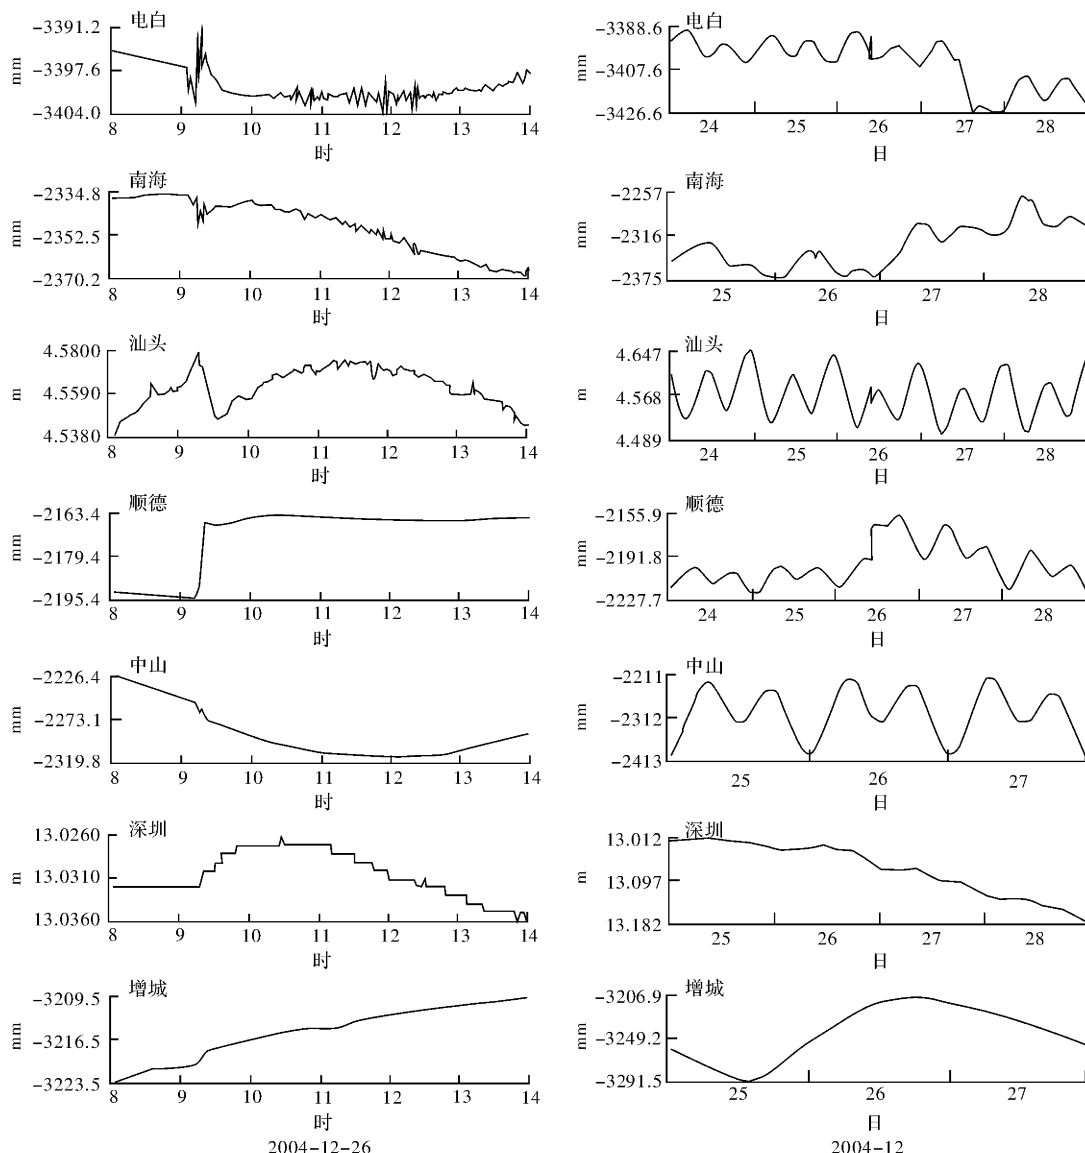 电白
-3391.2
mm
-3397.6
-3404.0
8 9 10 11 12 13 14
时
电白
-3388.6
mm
-3407.6
-3426.6
24 25 26 27 28
日
南海
-2334.8
mm
-2352.5
-2370.2
8 9 10 11 12 13 14
时
南海
-2257
mm
-2316
-2375
25 26 27 28
日
汕头
4.5800
m
4.5590
4.5380
8 9 10 11 12 13 14
时
汕头
4.647
m
4.568
4.489
24 25 26 27 28
日
顺德
-2163.4
mm
-2179.4
-2195.4
8 9 10 11 12 13 14
时
顺德
-2155.9
mm
-2191.8
-2227.7
24 25 26 27 28
日
中山
-2226.4
mm
-2273.1
-2319.8
8 9 10 11 12 13 14
时
中山
-2211
mm
-2312
-2413
25 26 27
日
深圳
13.0260
m
13.0310
13.0360
8 9 10 11 12 13 14
时
深圳
13.012
m
13.097
13.182
25 26 27 28
日
增城
-3209.5
mm
-3216.5
-3223.5
8 9 10 11 12 13 14
时
2004-12-26
增城
-3206.9
mm
-3249.2
-3291.5
25 26 27
日
2004-12